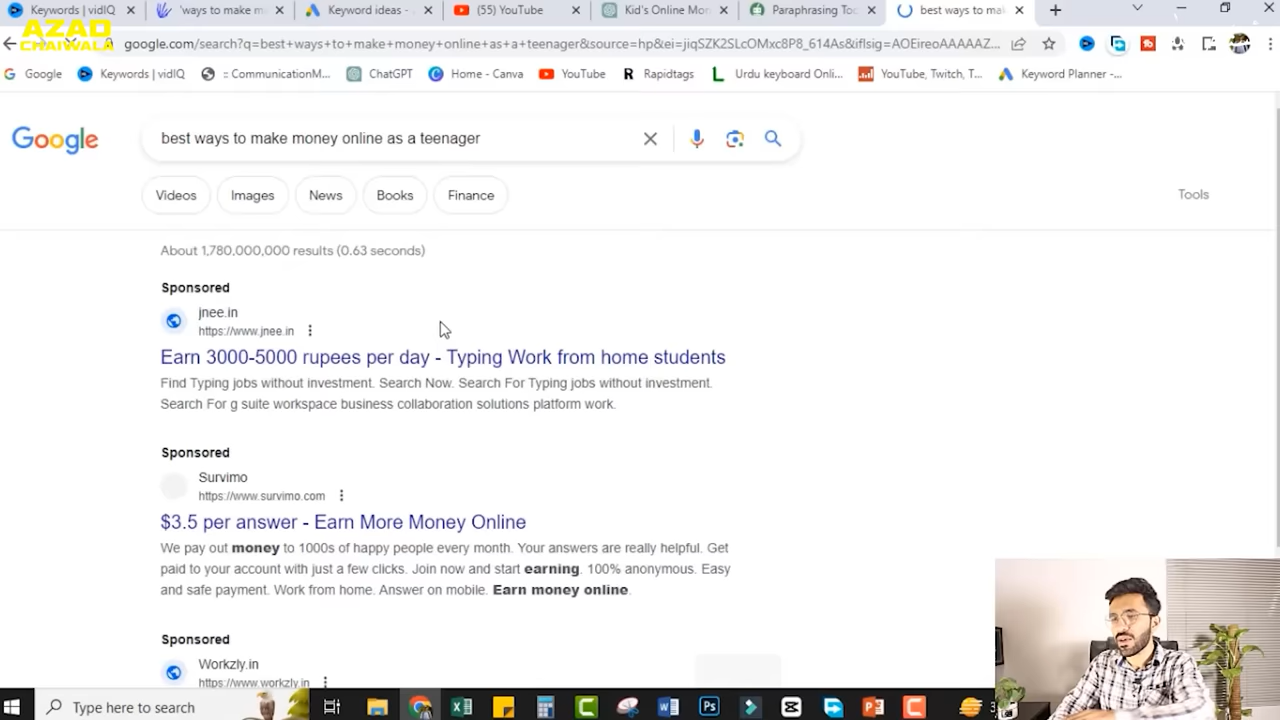 Keywords | vidIQ
'ways to make m
Keyword ideas -
(55) YouTube
Kid's Online Mon
Paraphrasing Too
best ways to ma
AZAD
CHAIWALA
google.com/search?q=best+ways+to+make+money+online+as+a+teenager&source=hp&ei=jiqSZK2SLcOMxc8P8_614As&iflsig=AOEireoAAAAAZ...
Google
Keywords | vidIQ
:: CommunicationM...
ChatGPT
Home - Canva
YouTube
Rapidtags
Urdu keyboard Onli...
YouTube, Twitch, T...
Keyword Planner -...
Google
best ways to make money online as a teenager
Videos
Images
News
Books
Finance
Tools
About 1,780,000,000 results (0.63 seconds)
Sponsored
jnee.in
https://www.jnee.in
Earn 3000-5000 rupees per day - Typing Work from home students
Find Typing jobs without investment. Search Now. Search For Typing jobs without investment.
Search For g suite workspace business collaboration solutions platform work.
Sponsored
Survimo
https://www.survimo.com
$3.5 per answer - Earn More Money Online
We pay out money to 1000s of happy people every month. Your answers are really helpful. Get
paid to your account with just a few clicks. Join now and start earning. 100% anonymous. Easy
and safe payment. Work from home. Answer on mobile. Earn money online.
Sponsored
Workzly.in
https://www.workzly.in
Type here to search